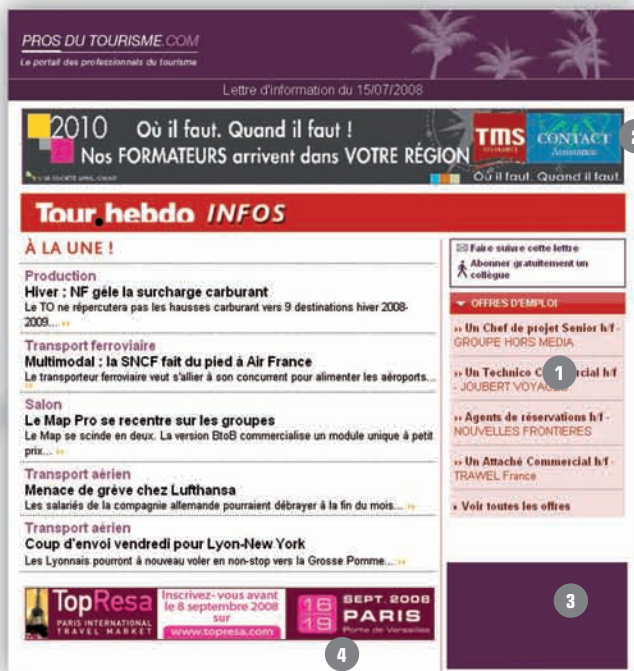 PROS DU TOURISME.COM
Le portail des professionnels du tourisme
Lettre d'information du 15/07/2008
2010 Où il faut. Quand il faut !
Nos FORMATEURS arrivent dans VOTRE RÉGION
TMS
CONTACT
Assurance
Où il faut. Quand il faut.
2
Tour.hebdo INFOS
À LA UNE !
Production
Hiver : NF gèle la surcharge carburant
Le TO ne répercutera pas les hausses carburant vers 9 destinations hiver 2008-
2009.... ››
Transport ferroviaire
Multimodal : la SNCF fait du pied à Air France
Le transporteur ferroviaire veut s'allier à son concurrent pour alimenter les aéroports... ››
Salon
Le Map Pro se recentre sur les groupes
Le Map se scinde en deux. La version BtoB commercialise un module unique à petit
prix... ››
Transport aérien
Menace de grève chez Lufthansa
Les salariés de la compagnie allemande pourraient débrayer à la fin du mois... ››
Transport aérien
Coup d'envoi vendredi pour Lyon-New York
Les Lyonnais pourront à nouveau voler en non-stop vers la Grosse Pomme... ››
Faire suivre cette lettre
Abonner gratuitement un
collègue
OFFRES D'EMPLOI
›› Un Chef de projet Senior h/f -
GROUPE HORS MEDIA
›› Un Technico C 1 cial h/f
- JOUBERT VOYAGES
›› Agents de réservations h/f -
NOUVELLES FRONTIERES
›› Un Attaché Commercial h/f -
TRAWEL France
› Voir toutes les offres
3
TopResa
PARIS INTERNATIONAL
TRAVEL MARKET
Inscrivez-vous avant
le 8 septembre 2008
sur
www.topresa.com
16
19
SEPT. 2008
PARIS
Porte de Versailles
4